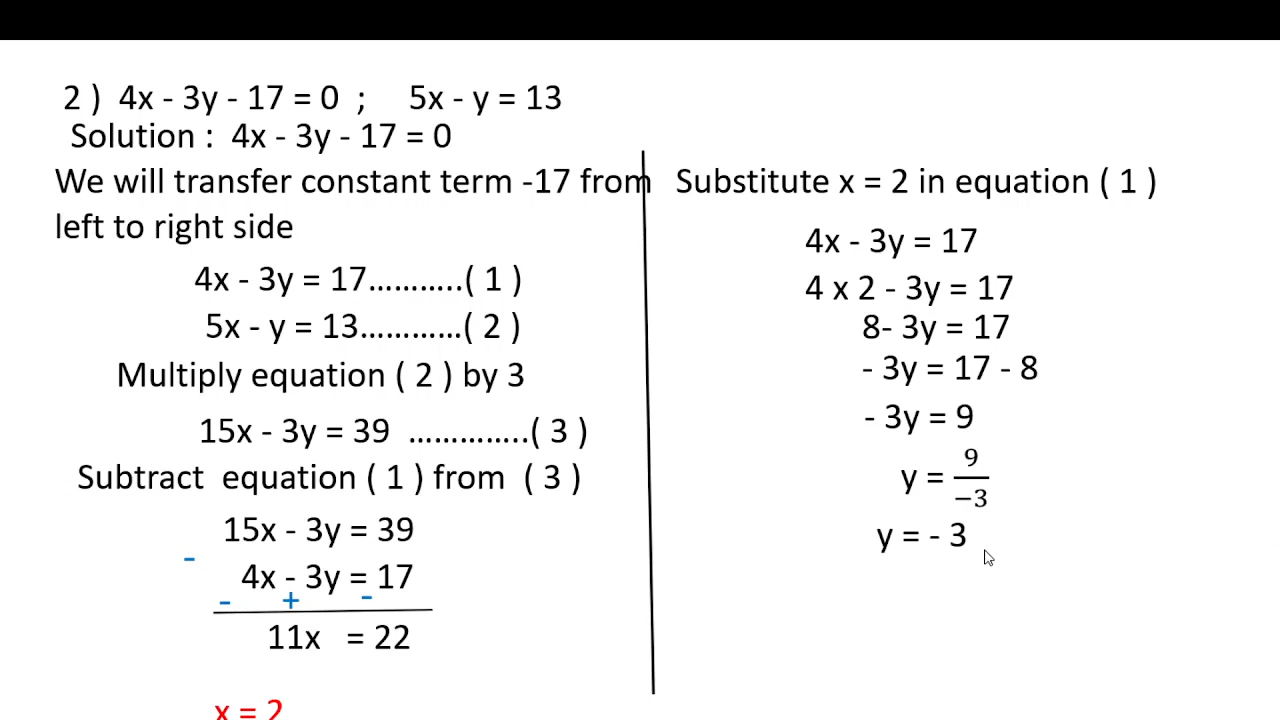 2 ) 4x - 3y - 17 = 0 ; 5x - y = 13
Solution : 4x - 3y - 17 = 0
We will transfer constant term -17 from
left to right side
4x - 3y = 17………..( 1 )
5x - y = 13…………( 2 )
Multiply equation ( 2 ) by 3
15x - 3y = 39 …………..( 3 )
Subtract equation ( 1 ) from ( 3 )
15x - 3y = 39
-
4x - 3y = 17
- + -
11x = 22
x = 2
Substitute x = 2 in equation ( 1 )
4x - 3y = 17
4 x 2 - 3y = 17
8- 3y = 17
- 3y = 17 - 8
- 3y = 9
y = 9/−3
y = - 3